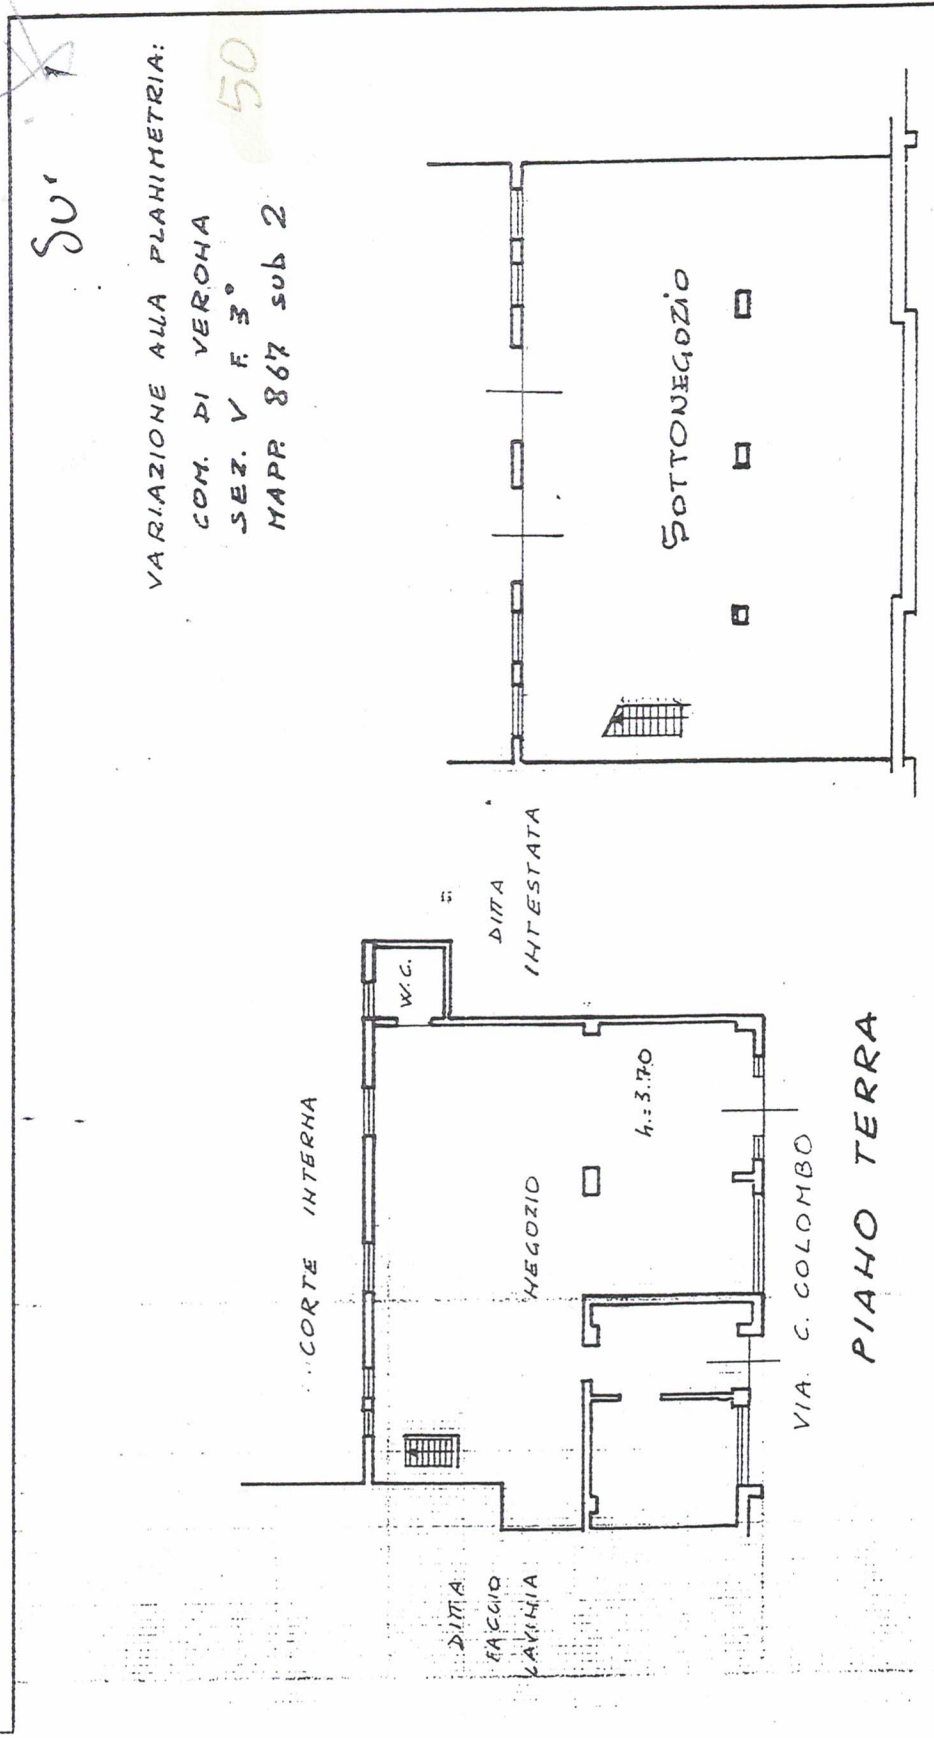 SU'
VARIAZIONE ALLA PLANIMETRIA:
COM. DI VERONA
SEZ. V F. 3°
MAPP. 867 sub 2
50
CORTE INTERNA
W.C.
DITTA
INTESTATA
NEGOZIO
h.=3.70
DITTA
FACCIO
LAVINIA
VIA C. COLOMBO
PIANO TERRA
SOTTONEGOZIO